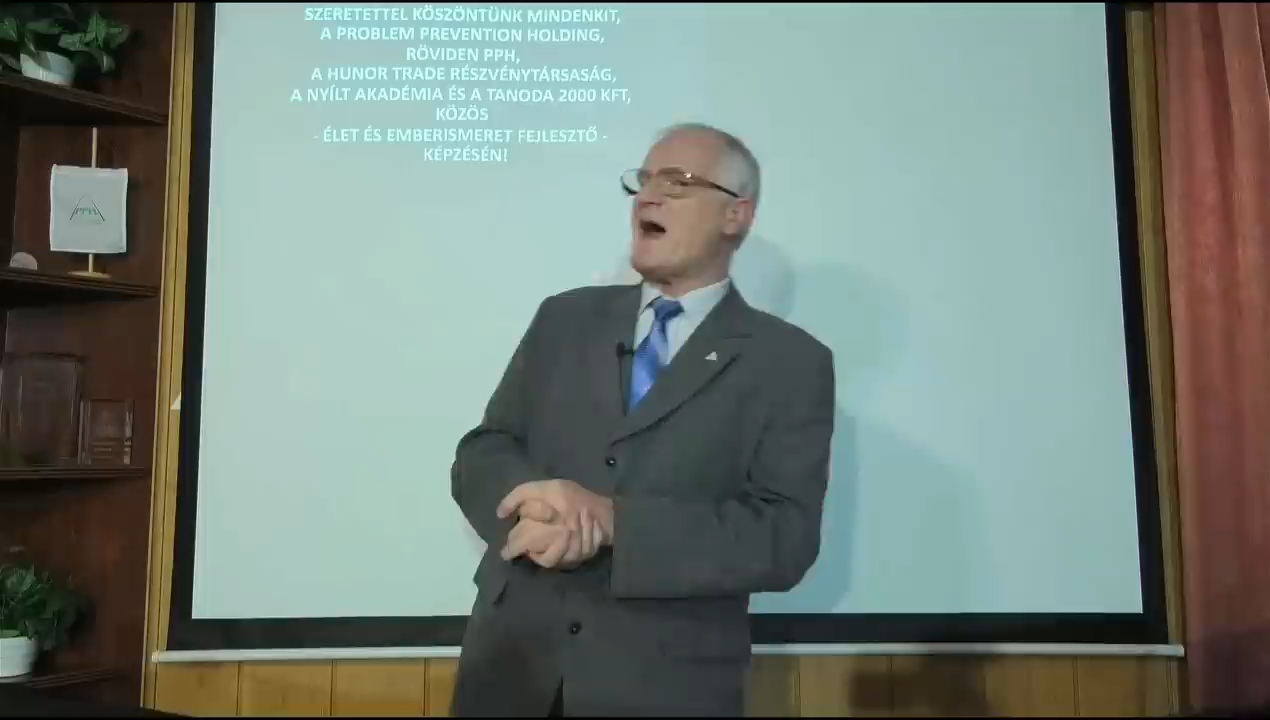 SZERETETTEL KÖSZÖNTÜNK MINDENKIT,
A PROBLEM PREVENTION HOLDING,
RÖVIDEN PPH,
A HUNOR TRADE RÉSZVÉNYTÁRSASÁG,
A NYÍLT AKADÉMIA ÉS A TANODA 2000 KFT,
KÖZÖS
- ÉLET ÉS EMBERISMERET FEJLESZTŐ -
KÉPZÉSÉN!